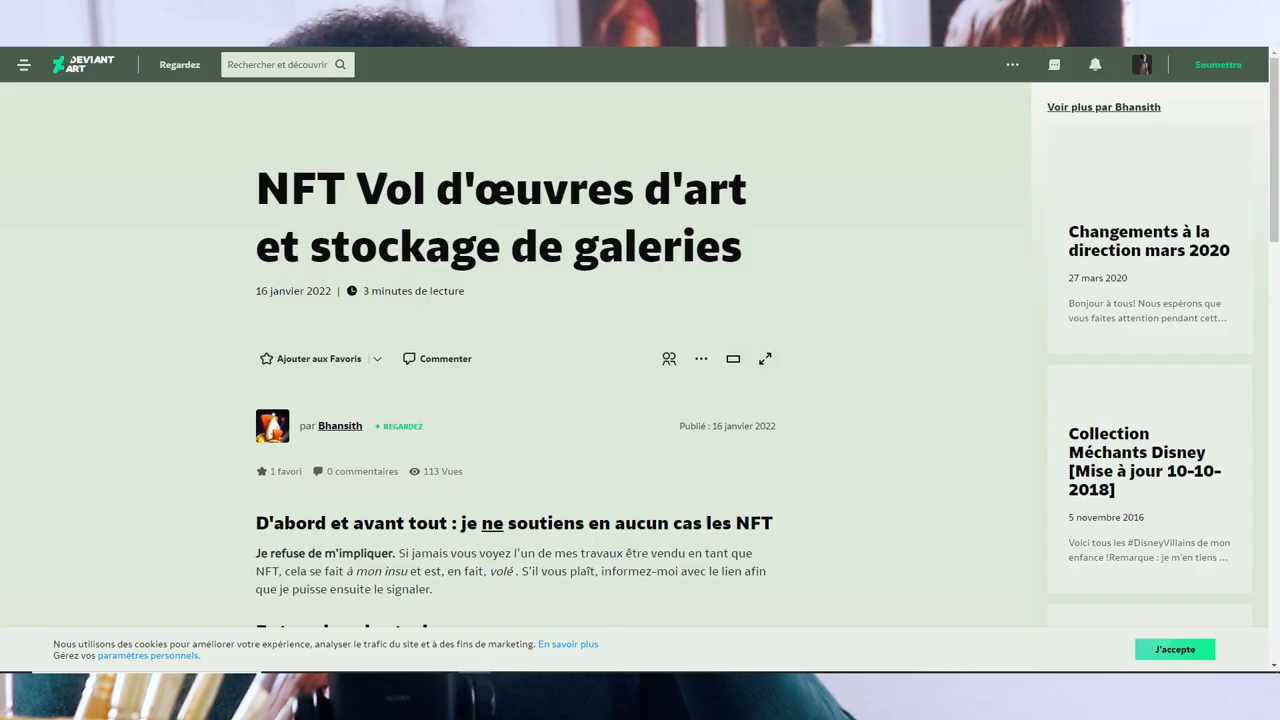 DEVIANT
ART
Regardez
Rechercher et découvrir
Soumettre
NFT Vol d'œuvres d'art
et stockage de galeries
16 janvier 2022 | 3 minutes de lecture
Ajouter aux Favoris
Commenter
par Bhansith + REGARDEZ
Publié : 16 janvier 2022
1 favori 0 commentaires 113 Vues
D'abord et avant tout : je ne soutiens en aucun cas les NFT
Je refuse de m'impliquer. Si jamais vous voyez l'un de mes travaux être vendu en tant que
NFT, cela se fait à mon insu et est, en fait, volé . S'il vous plaît, informez-moi avec le lien afin
que je puisse ensuite le signaler.
Voir plus par Bhansith
Changements à la
direction mars 2020
27 mars 2020
Bonjour à tous! Nous espérons que
vous faites attention pendant cett...
Collection
Méchants Disney
[Mise à jour 10-10-
2018]
5 novembre 2016
Voici tous les #DisneyVillains de mon
enfance !Remarque : je m'en tiens ...
Nous utilisons des cookies pour améliorer votre expérience, analyser le trafic du site et à des fins de marketing. En savoir plus
Gérez vos paramètres personnels.
J'accepte